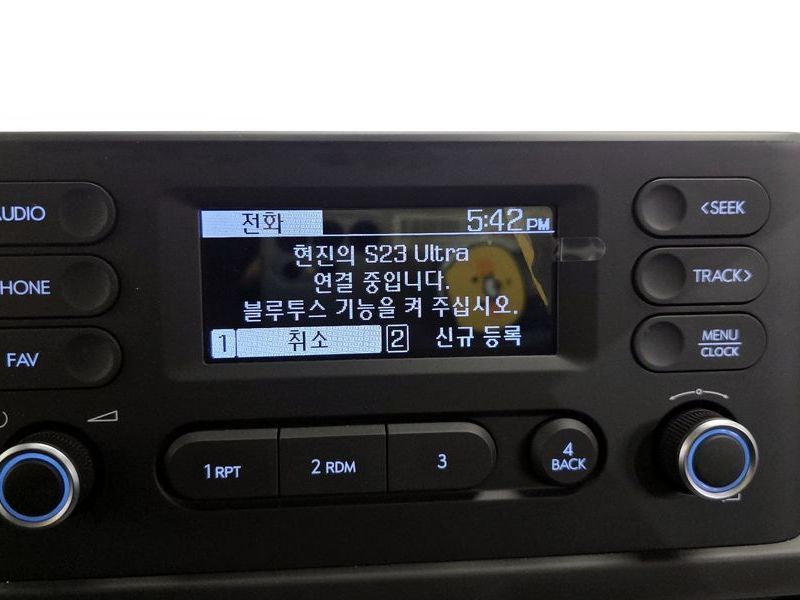 전화 5:42 PM
현진의 S23 Ultra
연결 중입니다.
블루투스 기능을 켜 주십시오.
1 취소 2 신규 등록
AUDIO
PHONE
FAV
<SEEK
TRACK>
MENU
CLOCK
1 RPT
2 RDM
3
4
BACK